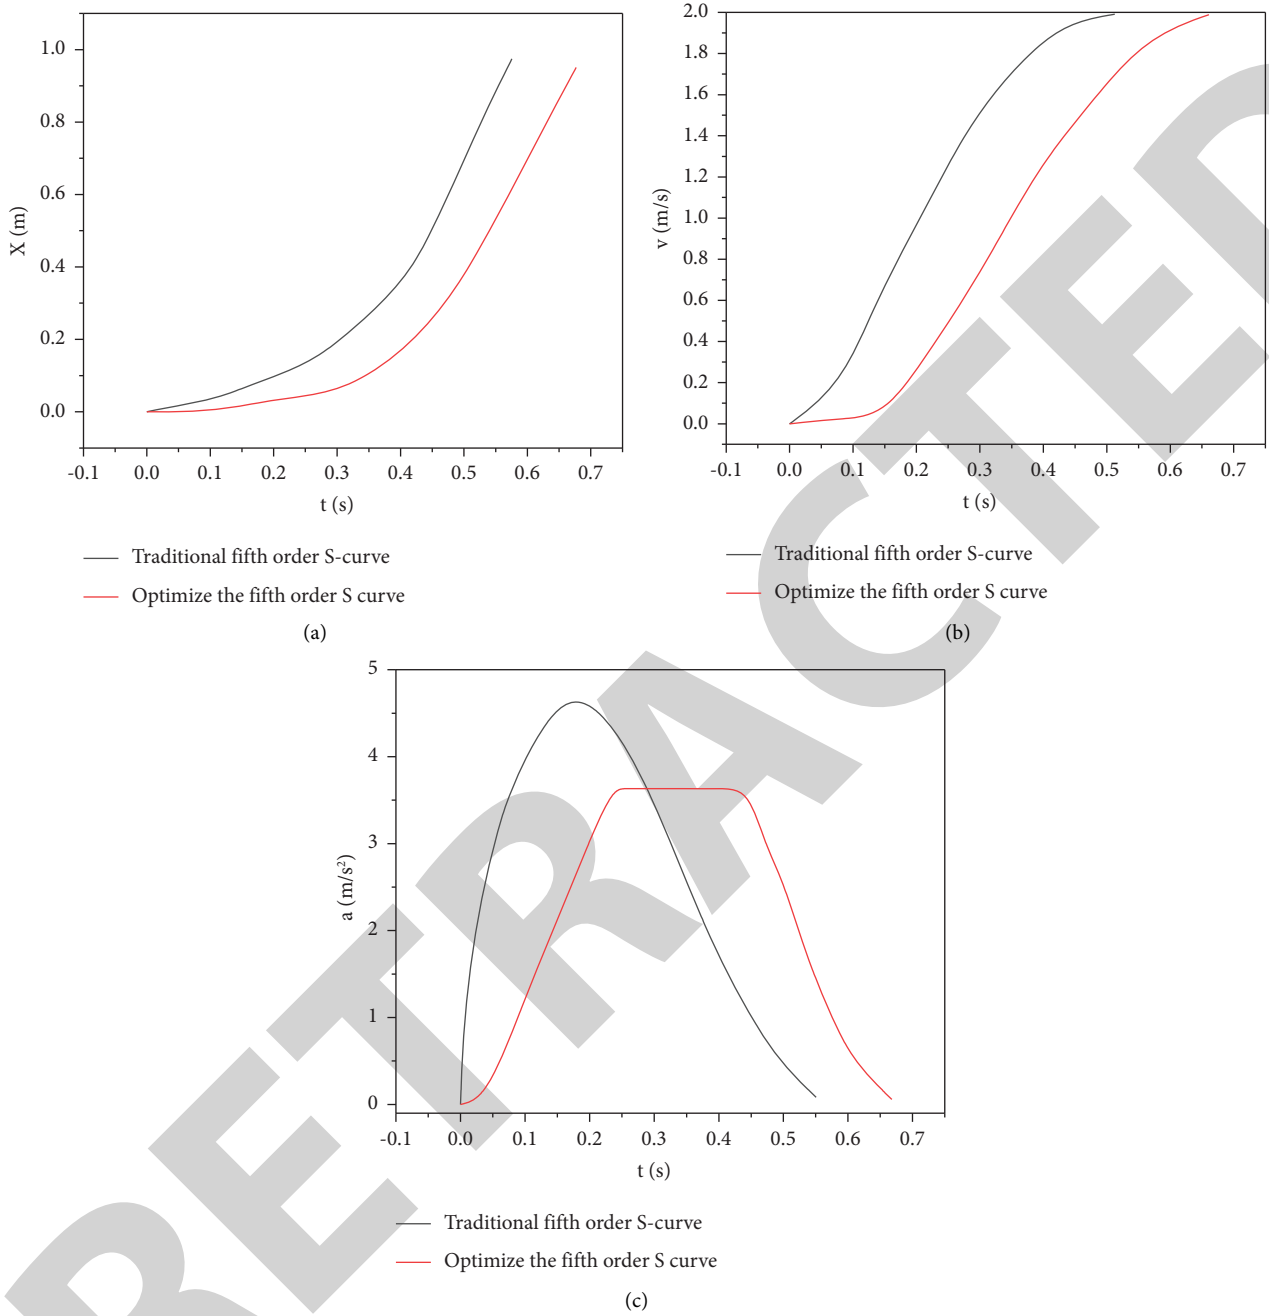 1.0
0.8
0.6
0.4
0.2
0.0
X (m)
-0.1 0.0 0.1 0.2 0.3 0.4 0.5 0.6 0.7
t (s)
Traditional fifth order S-curve
Optimize the fifth order S curve
(a)
2.0
1.8
1.6
1.4
1.2
1.0
0.8
0.6
0.4
0.2
0.0
v (m/s)
-0.1 0.0 0.1 0.2 0.3 0.4 0.5 0.6 0.7
t (s)
Traditional fifth order S-curve
Optimize the fifth order S curve
(b)
5
4
3
2
1
0
a (m/s²)
-0.1 0.0 0.1 0.2 0.3 0.4 0.5 0.6 0.7
t (s)
Traditional fifth order S-curve
Optimize the fifth order S curve
(c)
RETRACTED